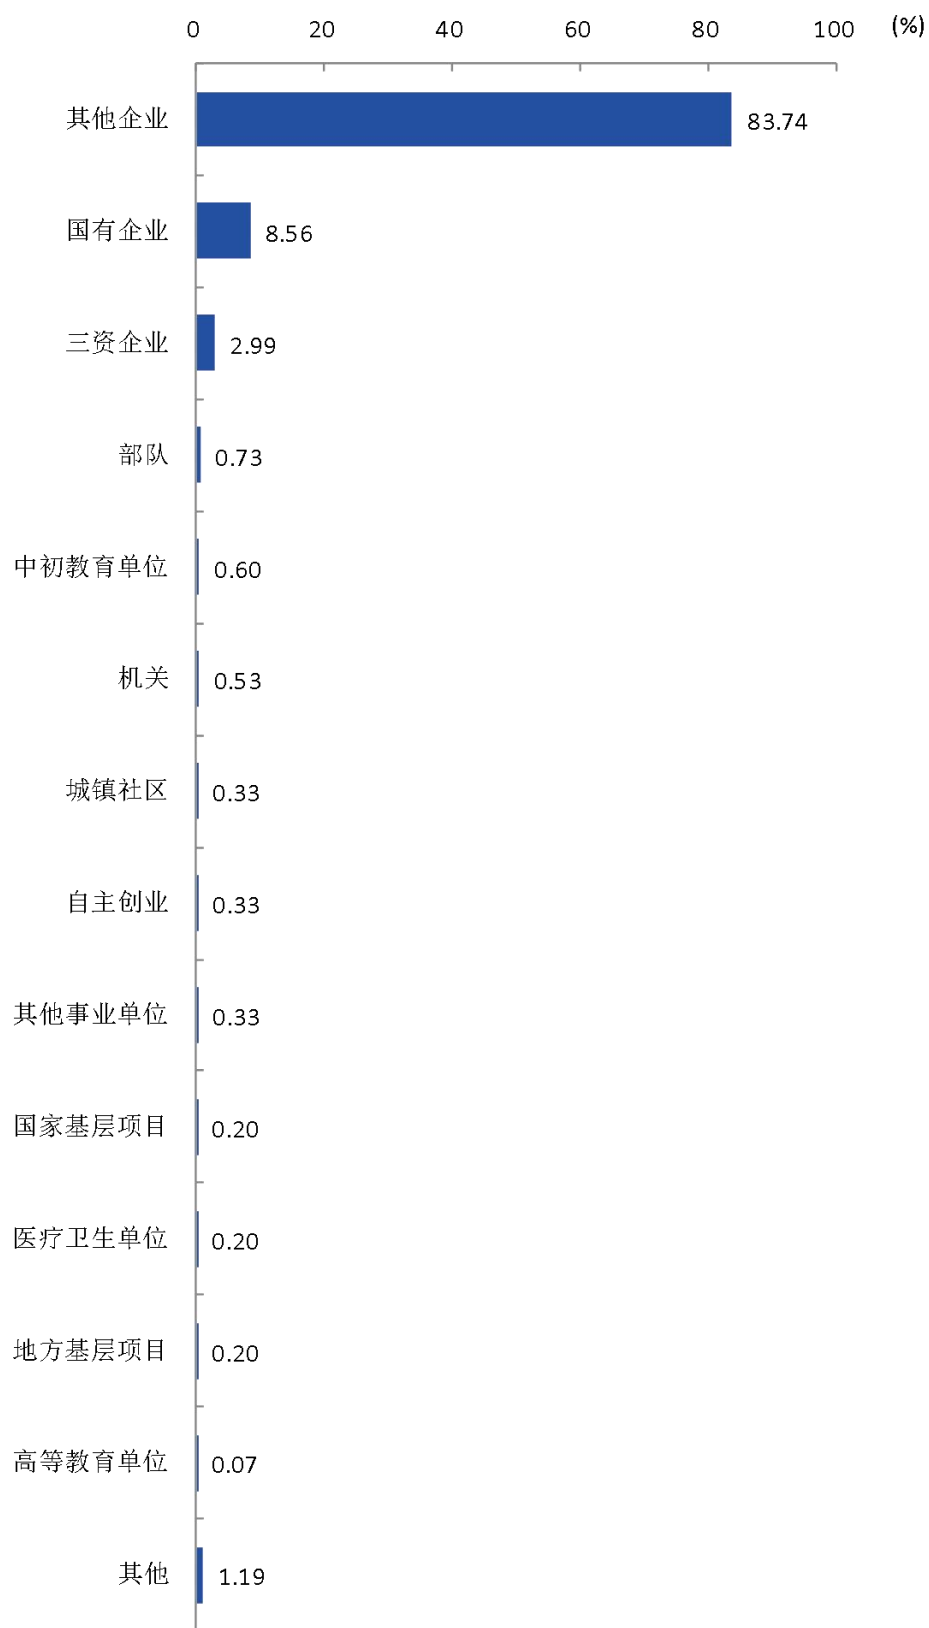 0 20 40 60 80 100 (%)
其他企业 83.74
国有企业 8.56
三资企业 2.99
部队 0.73
中初教育单位 0.60
机关 0.53
城镇社区 0.33
自主创业 0.33
其他事业单位 0.33
国家基层项目 0.20
医疗卫生单位 0.20
地方基层项目 0.20
高等教育单位 0.07
其他 1.19